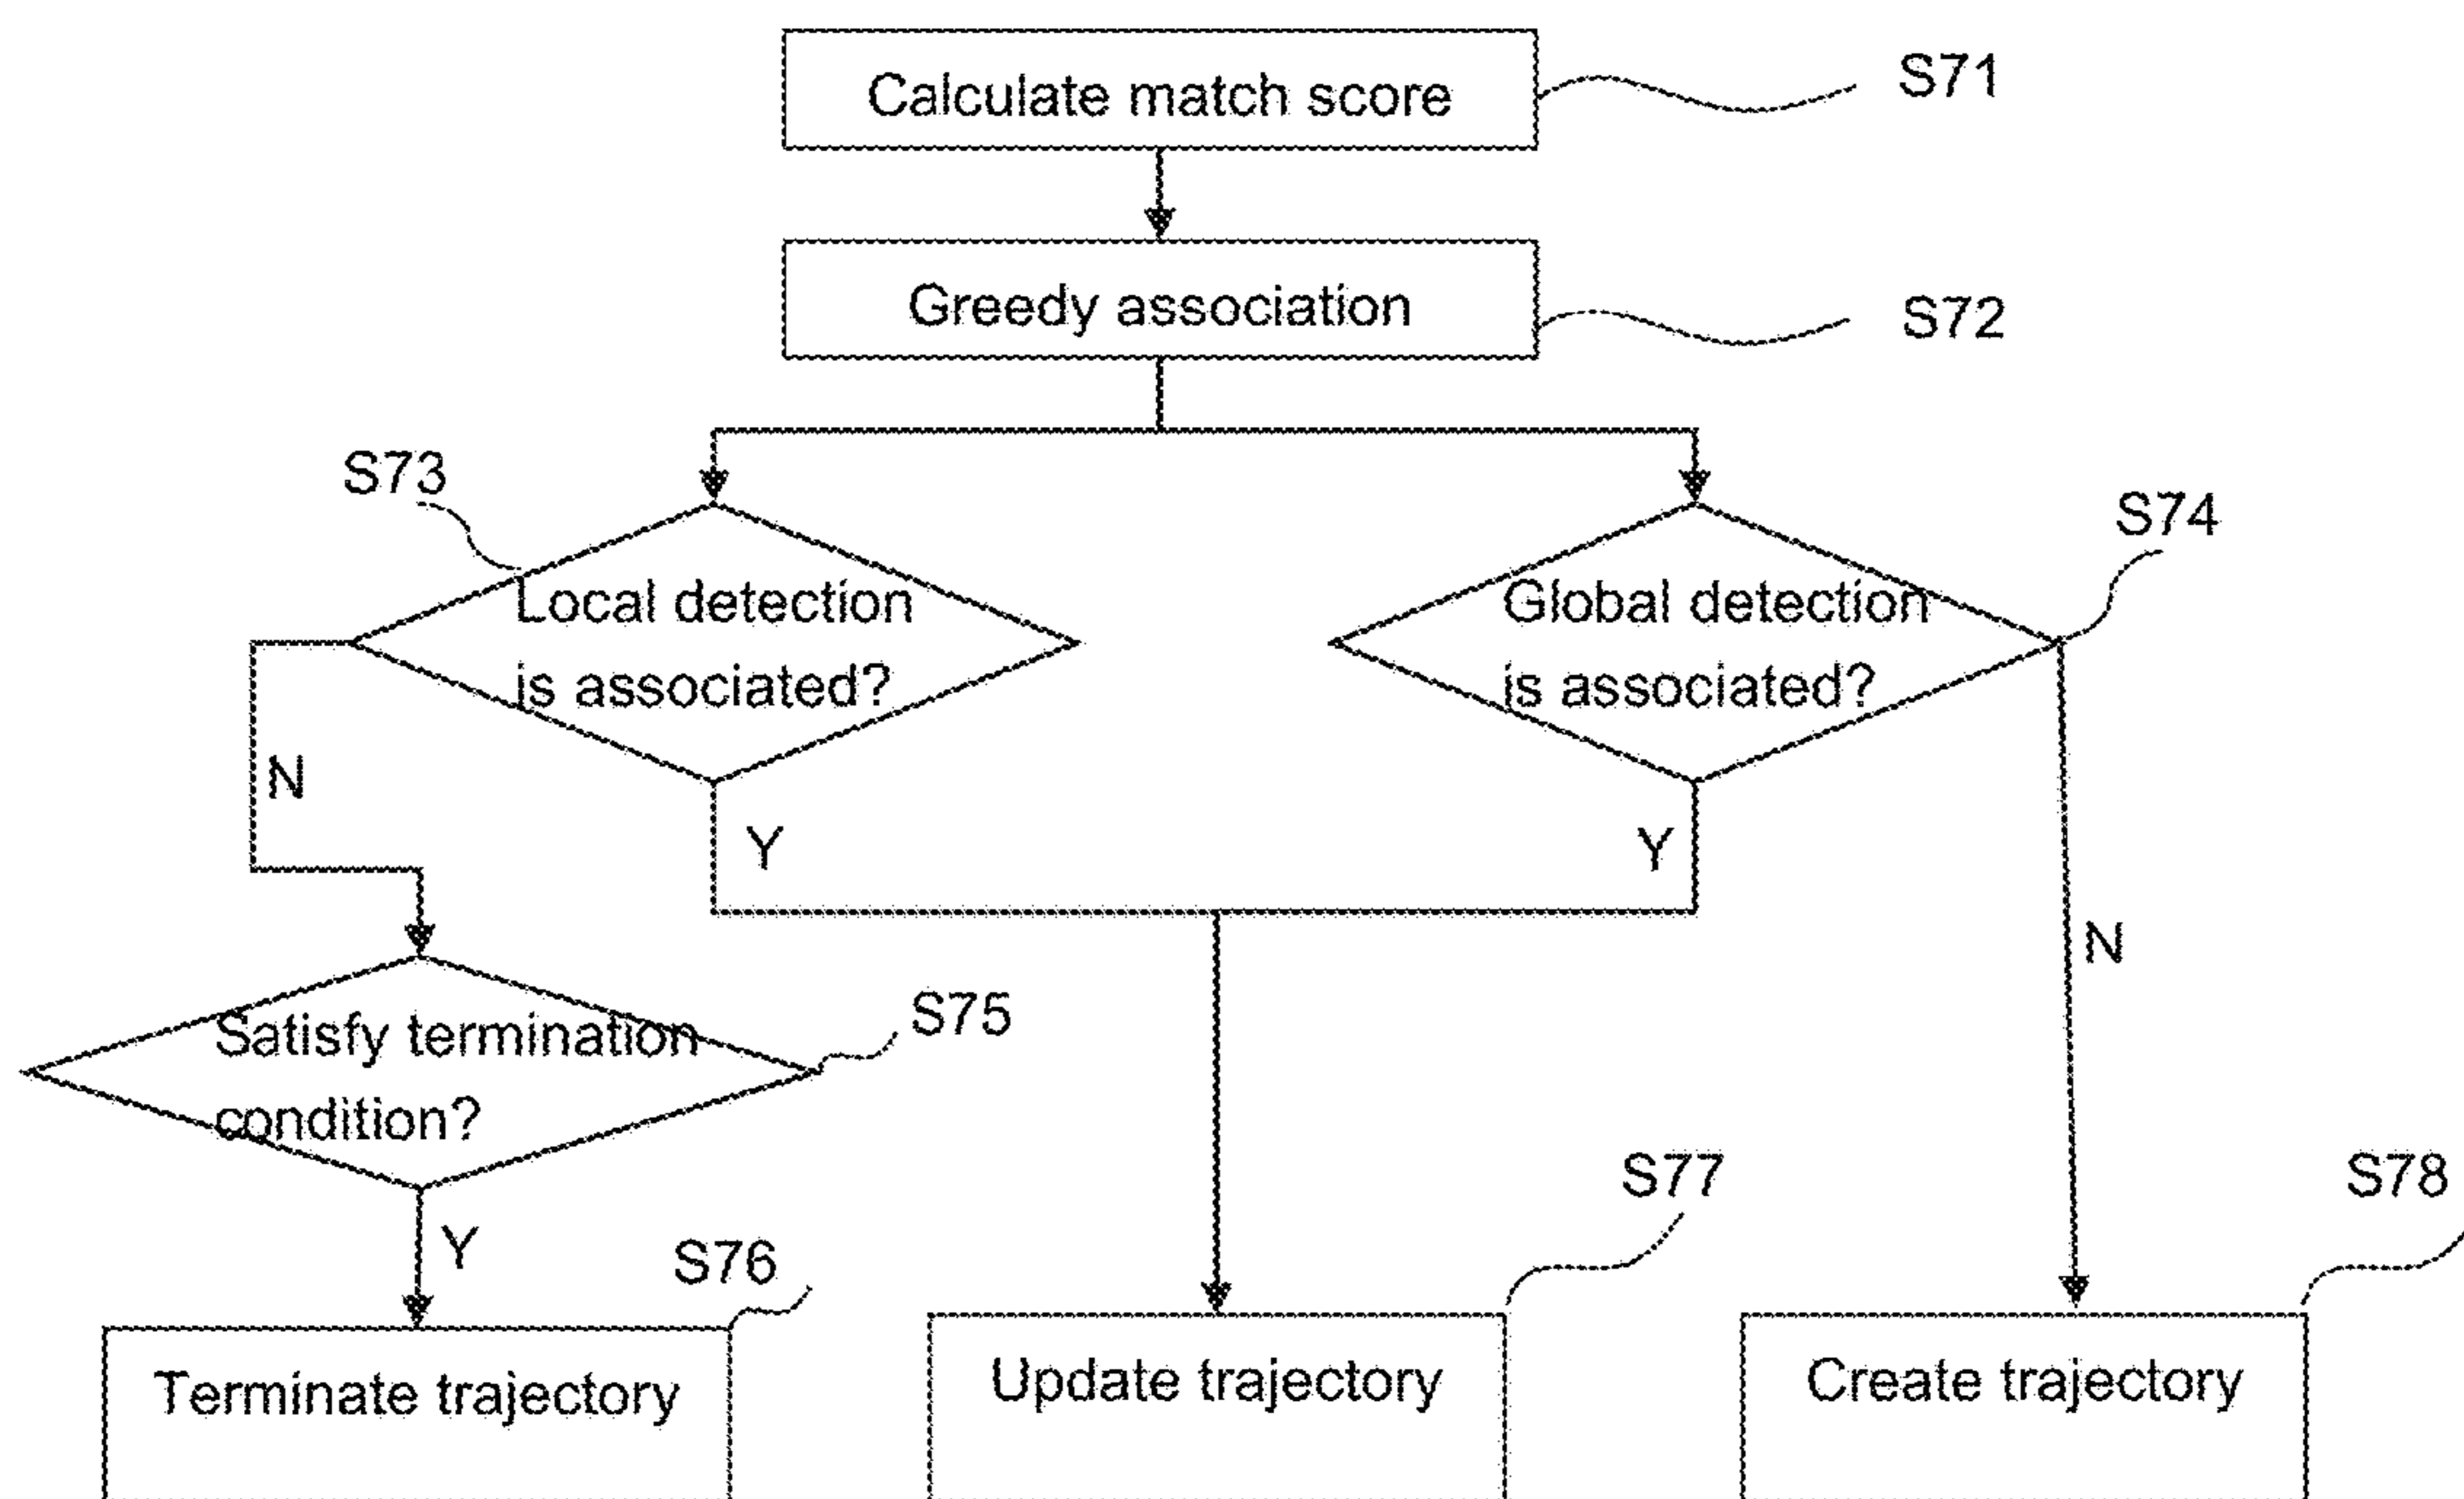 Calculate match score
S71
Greedy association
S72
S73
S74
Local detection
is associated?
Global detection
is associated?
N
Y
Y
N
Satisfy termination
condition?
S75
Y
S76
S77
S78
Terminate trajectory
Update trajectory
Create trajectory